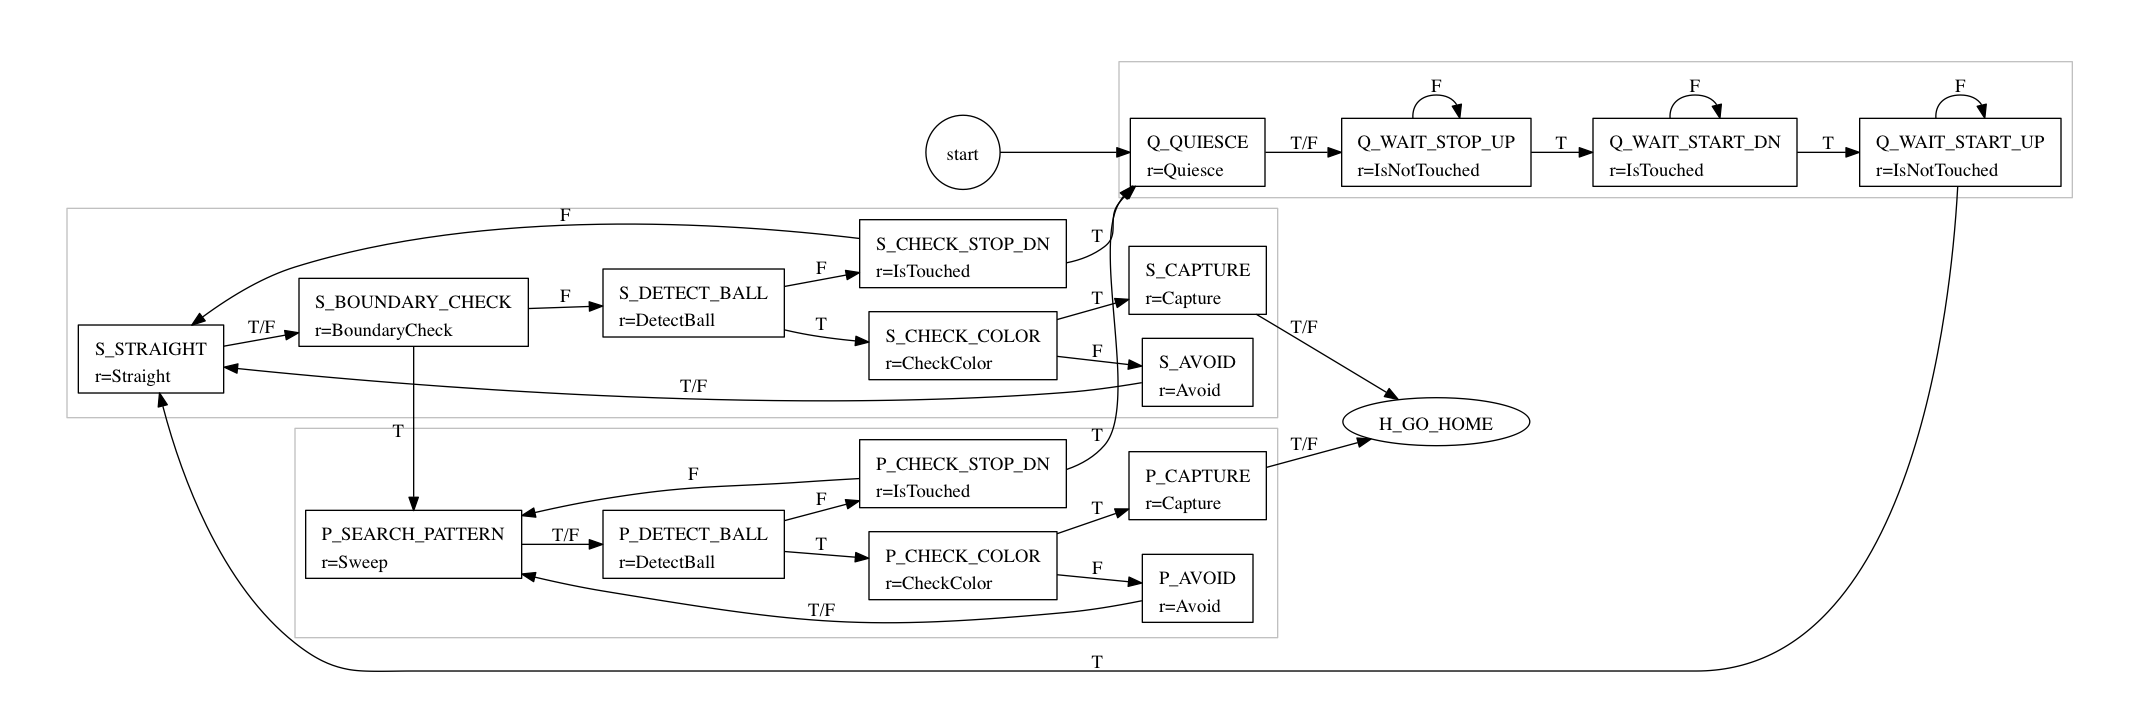 F
F
F
start
Q_QUIESCE
r=Quiesce
T/F
Q_WAIT_STOP_UP
r=IsNotTouched
T
Q_WAIT_START_DN
r=IsTouched
T
Q_WAIT_START_UP
r=IsNotTouched
F
S_CHECK_STOP_DN
r=IsTouched
T
S_STRAIGHT
r=Straight
T/F
S_BOUNDARY_CHECK
r=BoundaryCheck
F
S_DETECT_BALL
r=DetectBall
F
T
S_CHECK_COLOR
r=CheckColor
T
F
S_CAPTURE
r=Capture
T/F
S_AVOID
r=Avoid
T/F
T
H_GO_HOME
P_CHECK_STOP_DN
r=IsTouched
T
F
P_SEARCH_PATTERN
r=Sweep
T/F
P_DETECT_BALL
r=DetectBall
F
T
P_CHECK_COLOR
r=CheckColor
T
F
P_CAPTURE
r=Capture
T/F
P_AVOID
r=Avoid
T/F
T